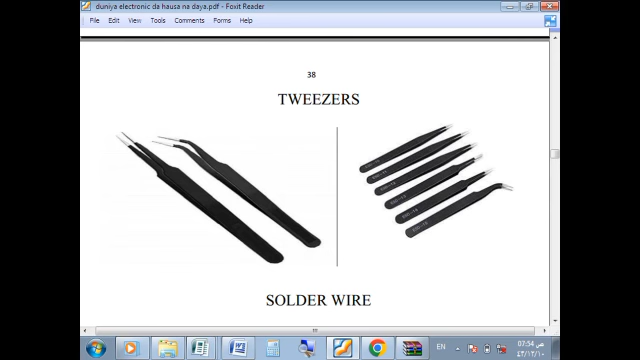 duniya electronic da hausa na daya.pdf - Foxit Reader
File Edit View Tools Comments Forms Help
38
TWEEZERS
SOLDER WIRE
EN
07:54 ص